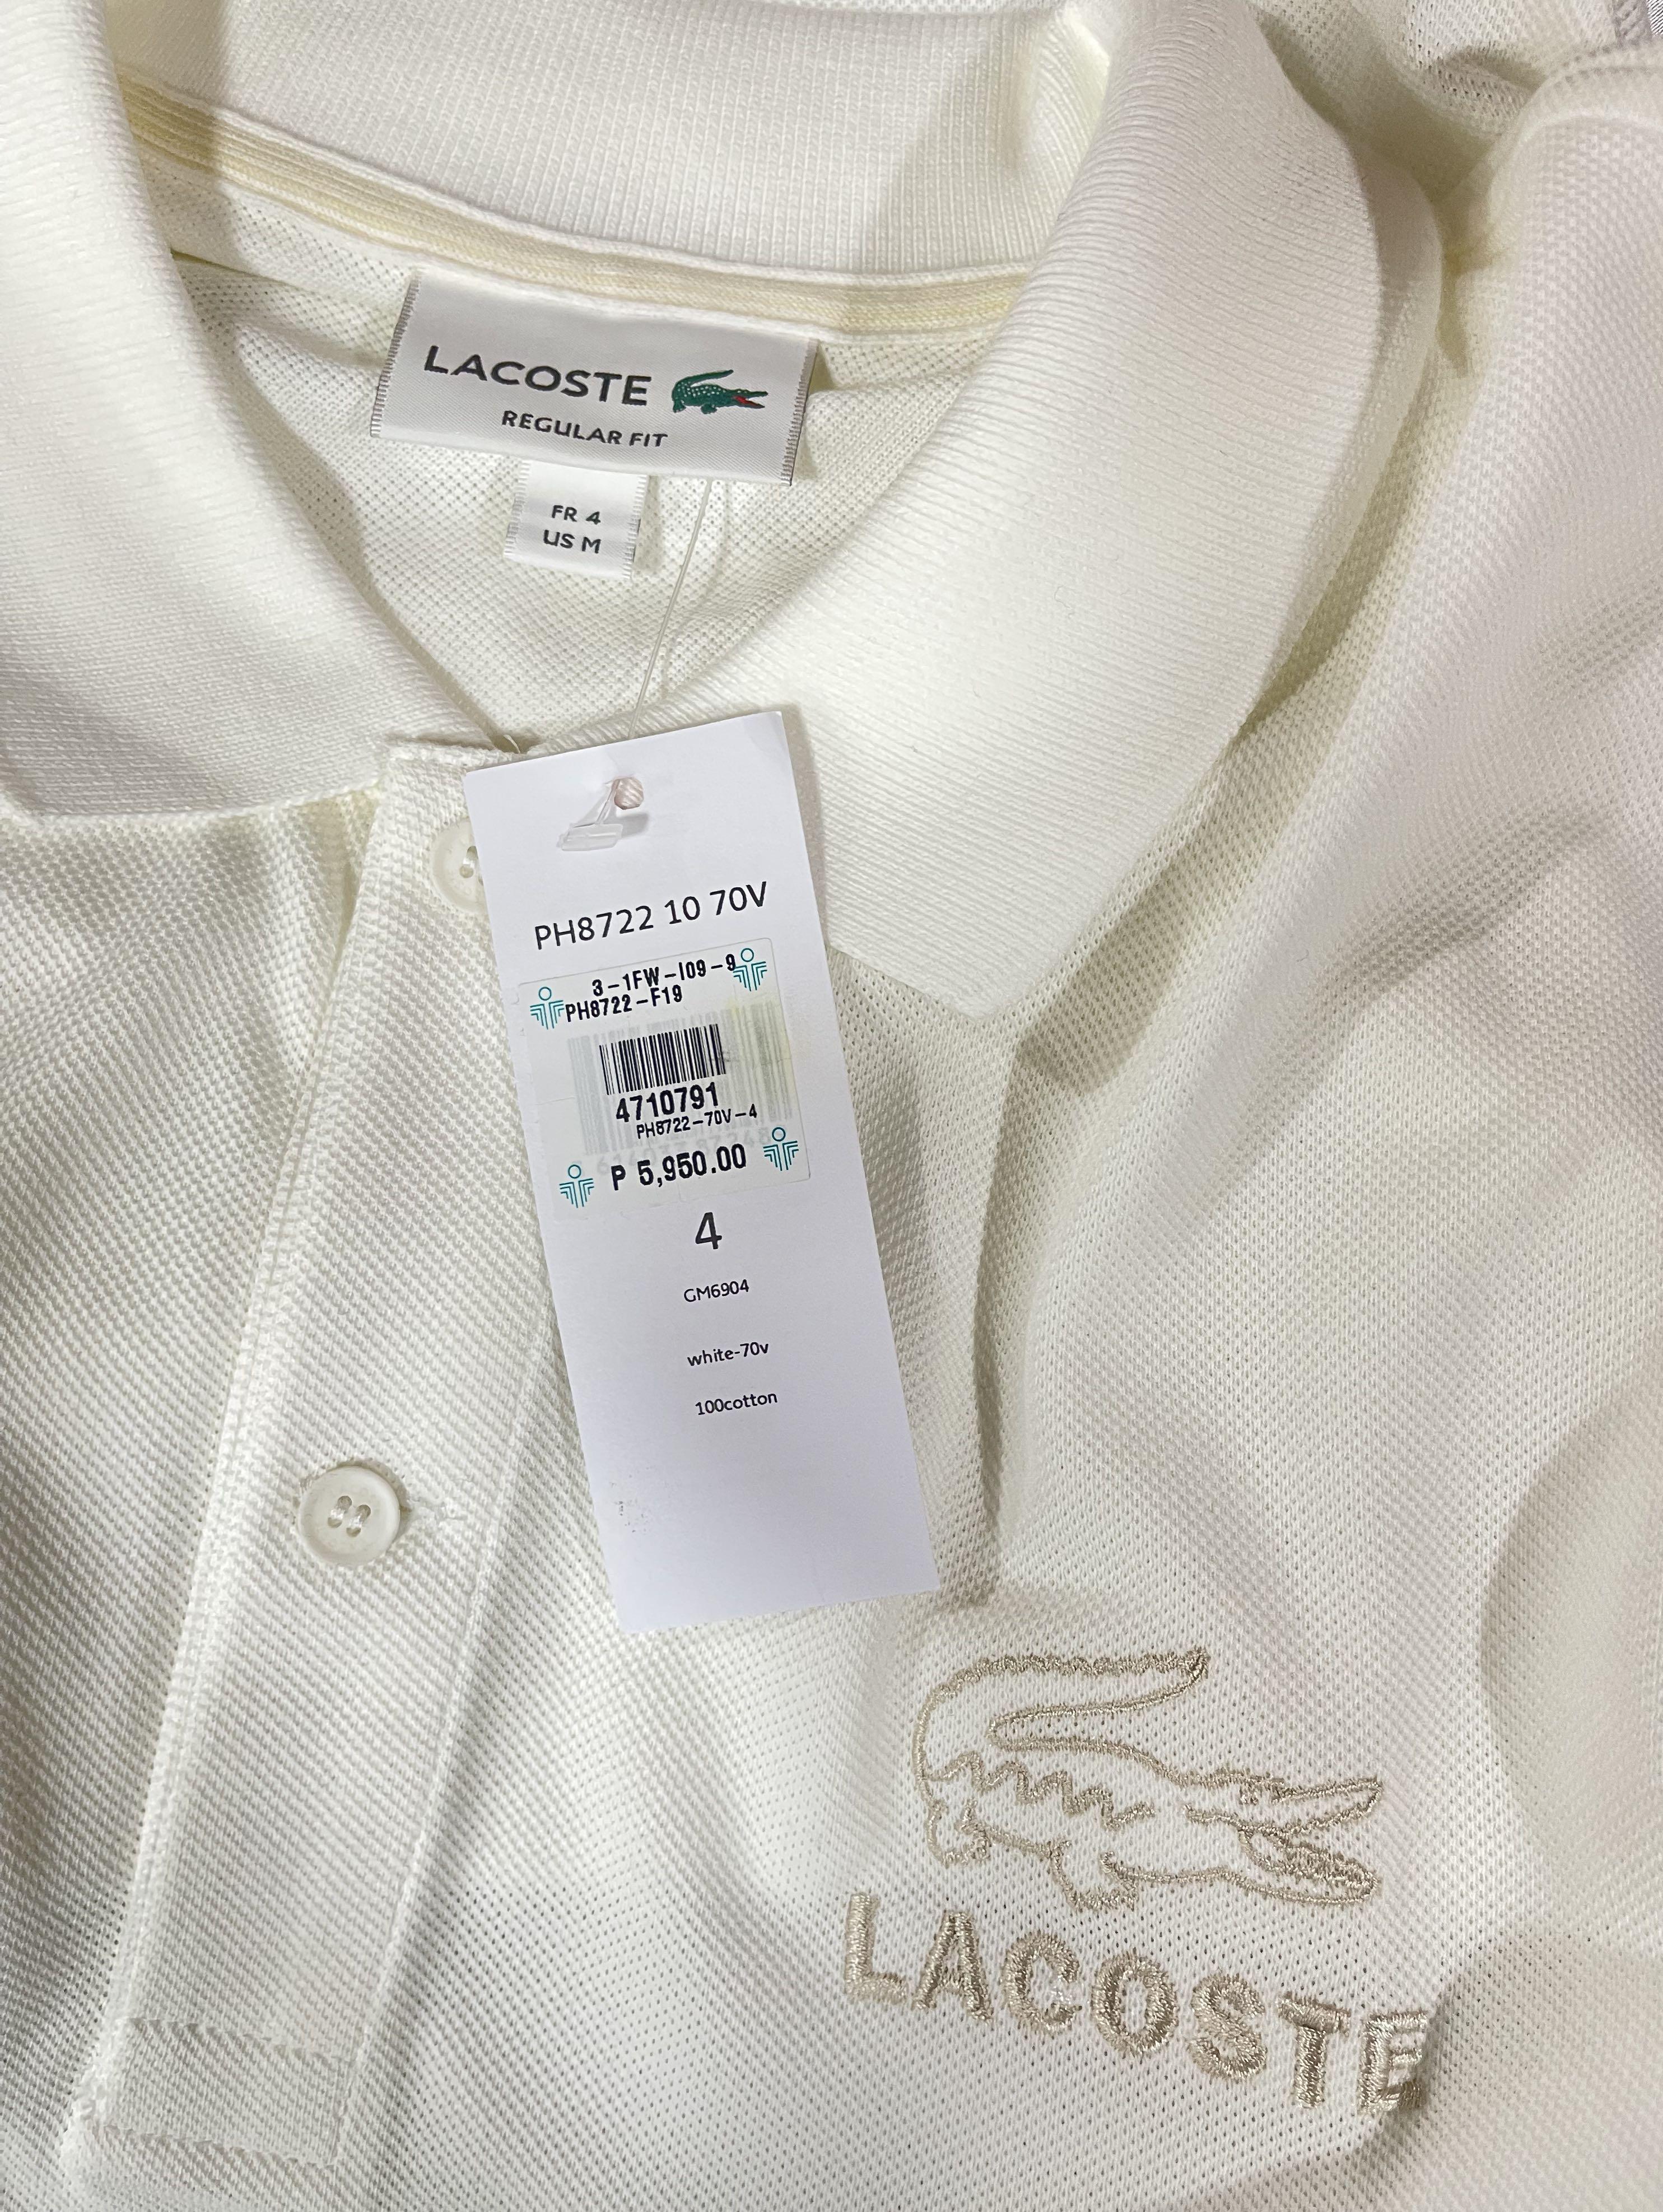 LACOSTE
REGULAR FIT
FR 4
US M
PH8722 10 70V
3-1FW-I09-9
PH8722-F19
4710791
PH8722-70V-4
P 5,950.00
4
GM6904
white-70v
100cotton
LACOSTE